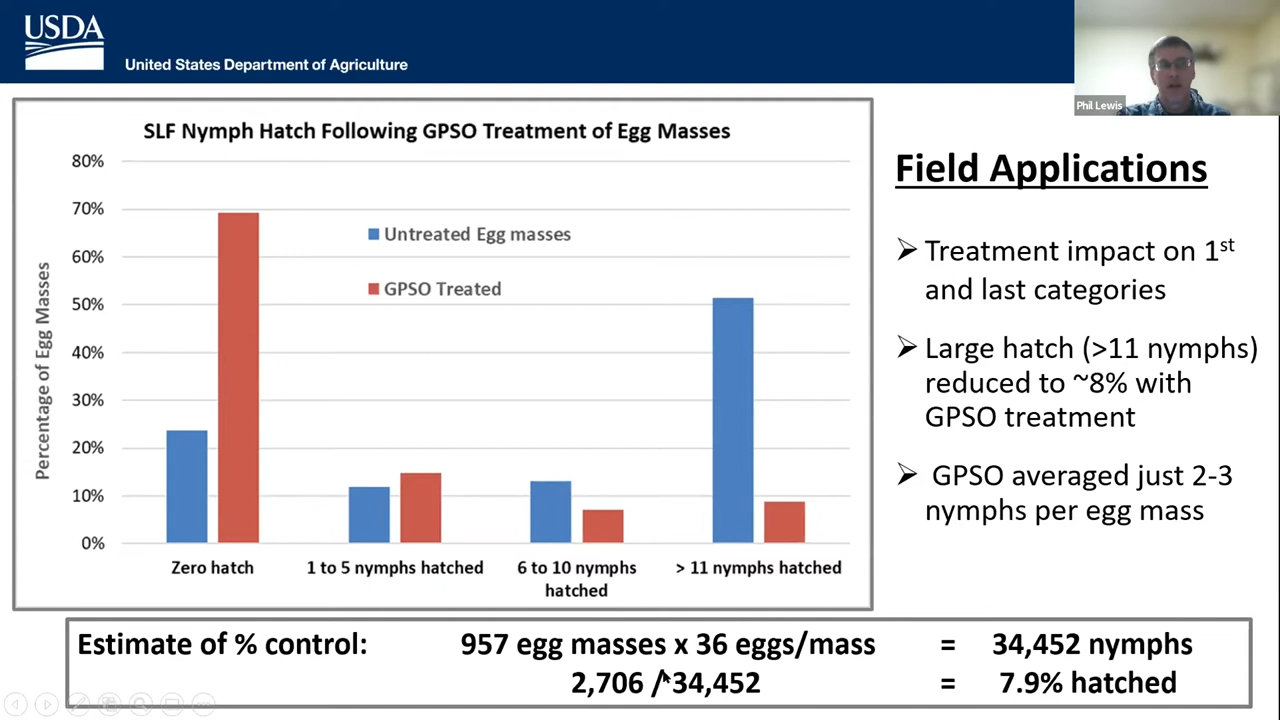 USDA
United States Department of Agriculture
Phil Lewis
SLF Nymph Hatch Following GPSO Treatment of Egg Masses
Percentage of Egg Masses
80%
70%
60%
50%
40%
30%
20%
10%
0%
Untreated Egg masses
GPSO Treated
Zero hatch
1 to 5 nymphs hatched
6 to 10 nymphs
hatched
> 11 nymphs hatched
Field Applications
Treatment impact on 1st
and last categories
Large hatch (>11 nymphs)
reduced to ~8% with
GPSO treatment
GPSO averaged just 2-3
nymphs per egg mass
Estimate of % control: 957 egg masses x 36 eggs/mass = 34,452 nymphs
2,706 / 34,452 = 7.9% hatched